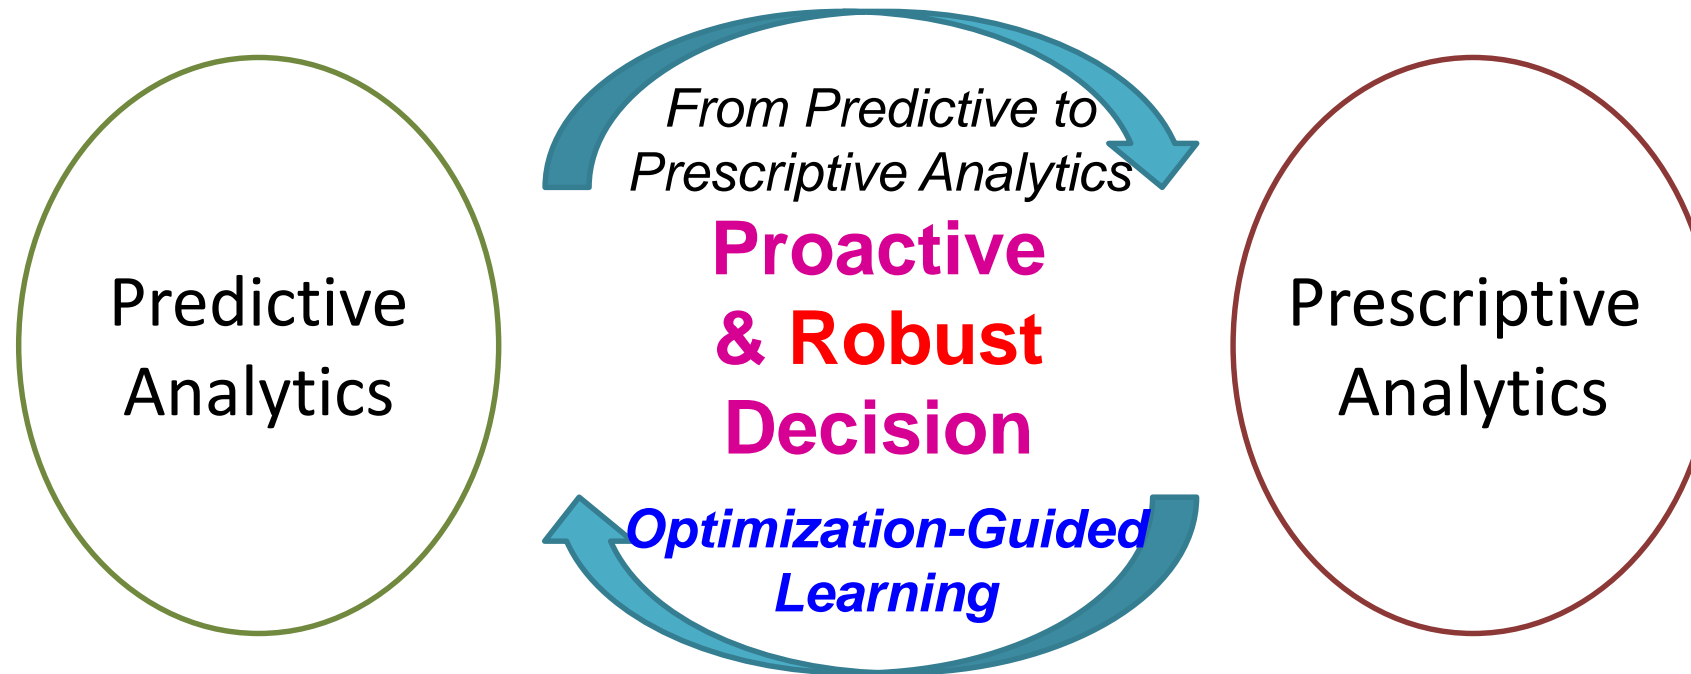 Predictive
Analytics
From Predictive to
Prescriptive Analytics
Proactive
& Robust
Decision
Optimization-Guided
Learning
Prescriptive
Analytics